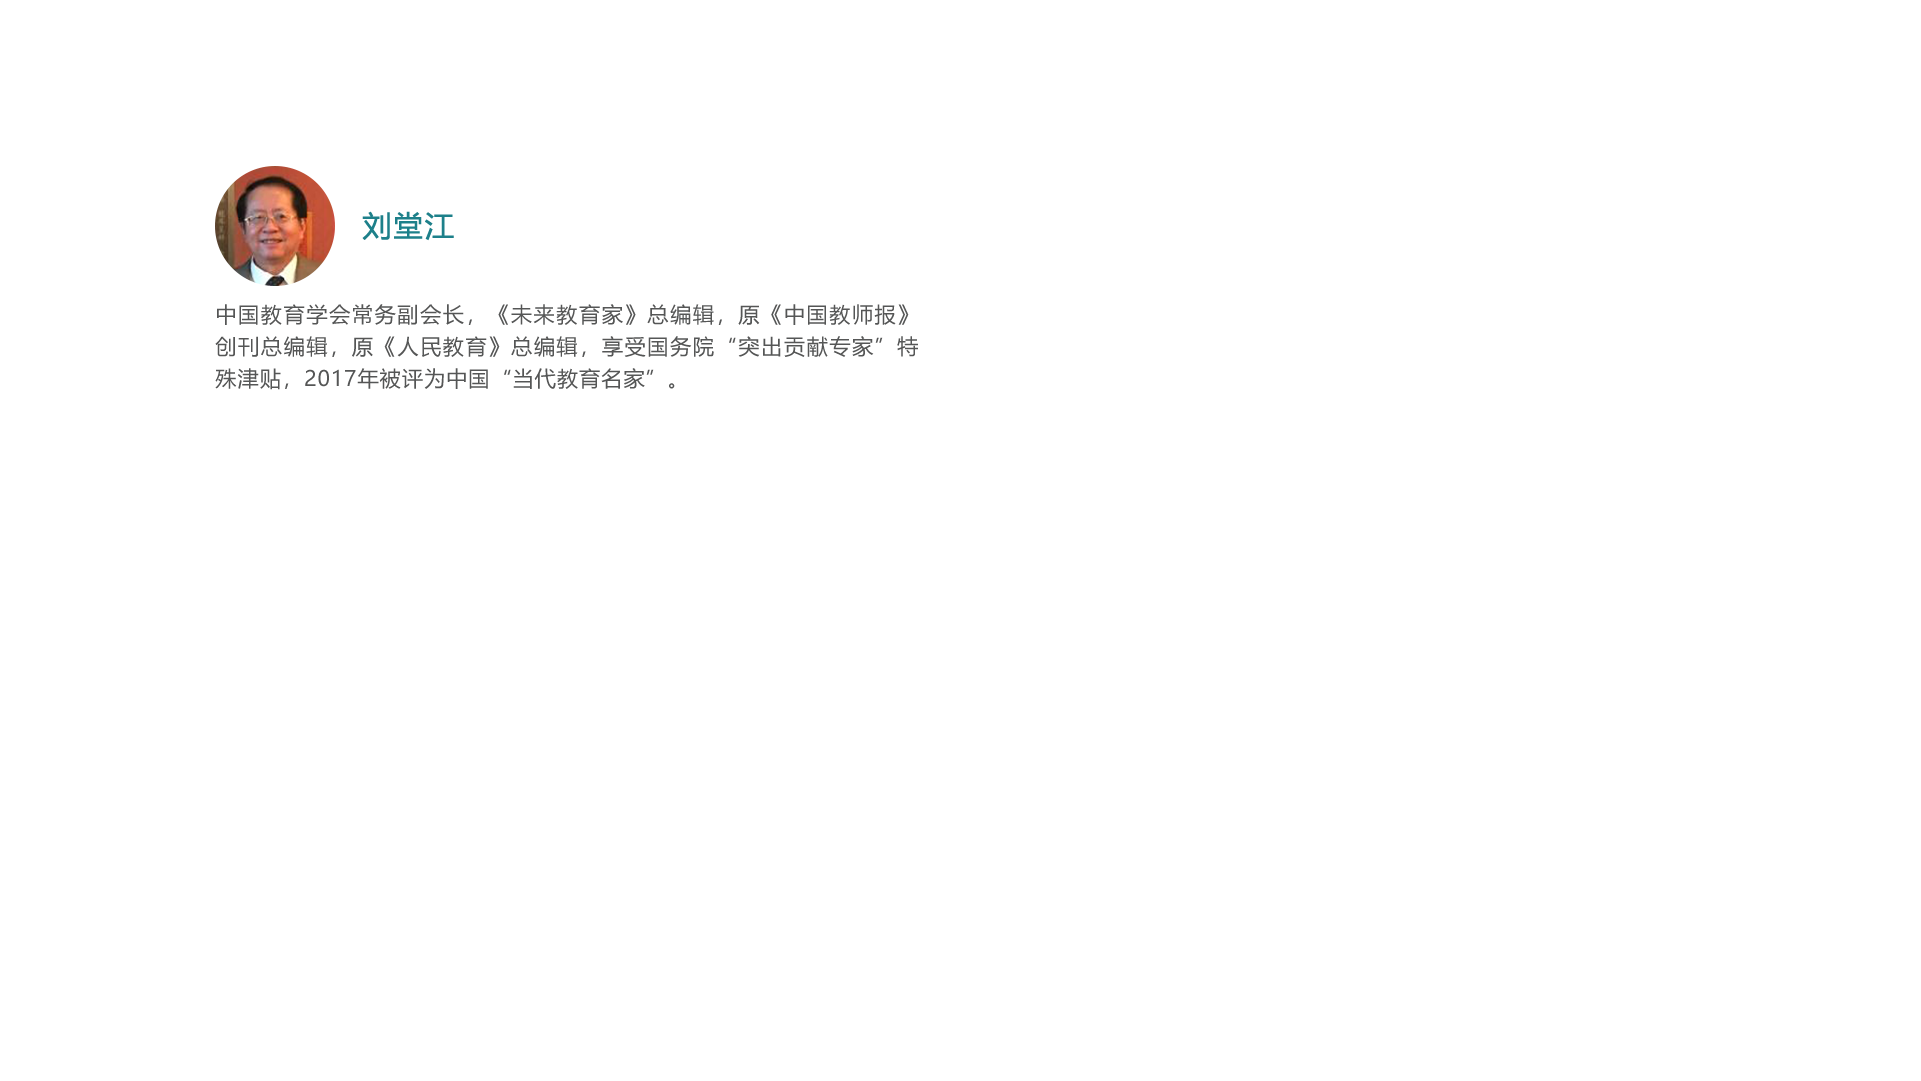 刘堂江
中国教育学会常务副会长，《未来教育家》总编辑，原《中国教师报》
创刊总编辑，原《人民教育》总编辑，享受国务院“突出贡献专家”特
殊津贴，2017年被评为中国“当代教育名家”。